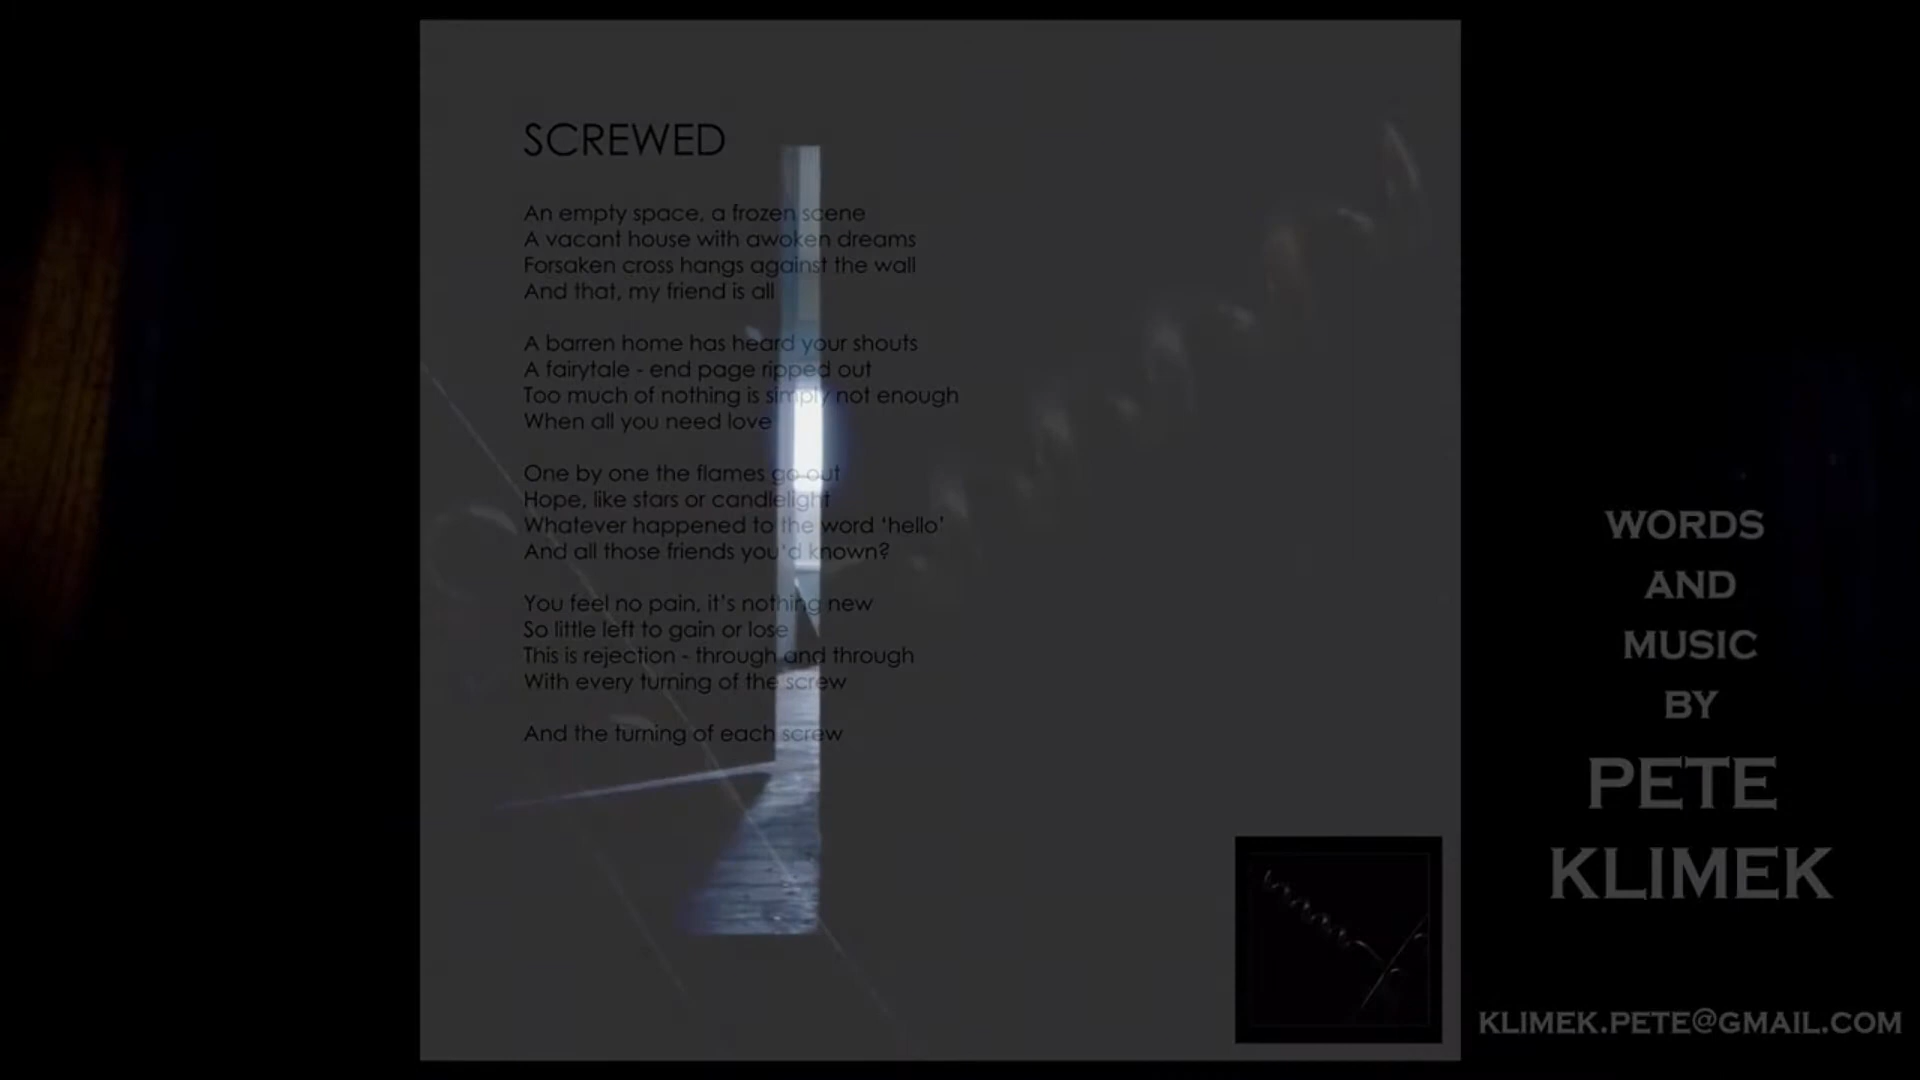 SCREWED
An empty space, a frozen scene
A vacant house with awoken dreams
Forsaken cross hangs against the wall
And that, my friend is all
A barren home has heard your shouts
A fairytale - end page ripped out
Too much of nothing is simply not enough
When all you need love
One by one the flames go out
Hope, like stars or candlelight
Whatever happened to the word ‘hello’
And all those friends you’d known?
You feel no pain, it’s nothing new
So little left to gain or lose
This is rejection - through and through
With every turning of the screw
And the turning of each screw
WORDS
AND
MUSIC
BY
PETE
KLIMEK
KLIMEK.PETE@GMAIL.COM